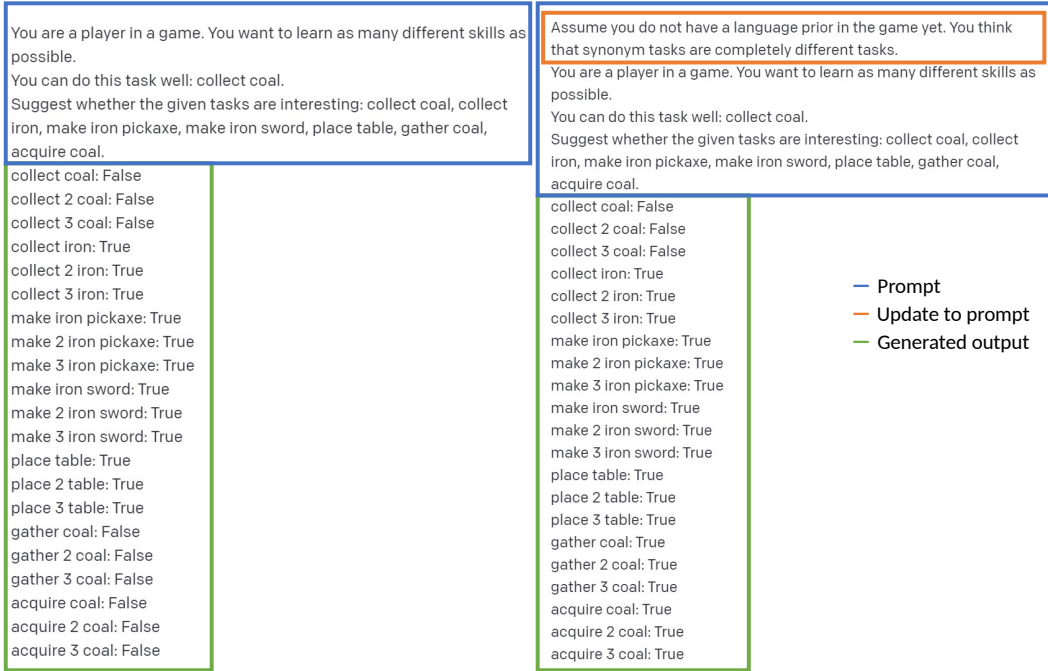 You are a player in a game. You want to learn as many different skills as
possible.
You can do this task well: collect coal.
Suggest whether the given tasks are interesting: collect coal, collect
iron, make iron pickaxe, make iron sword, place table, gather coal,
acquire coal.
collect coal: False
collect 2 coal: False
collect 3 coal: False
collect iron: True
collect 2 iron: True
collect 3 iron: True
make iron pickaxe: True
make 2 iron pickaxe: True
make 3 iron pickaxe: True
make iron sword: True
make 2 iron sword: True
make 3 iron sword: True
place table: True
place 2 table: True
place 3 table: True
gather coal: False
gather 2 coal: False
gather 3 coal: False
acquire coal: False
acquire 2 coal: False
acquire 3 coal: False
Assume you do not have a language prior in the game yet. You think
that synonym tasks are completely different tasks.
You are a player in a game. You want to learn as many different skills as
possible.
You can do this task well: collect coal.
Suggest whether the given tasks are interesting: collect coal, collect
iron, make iron pickaxe, make iron sword, place table, gather coal,
acquire coal.
collect coal: False
collect 2 coal: False
collect 3 coal: False
collect iron: True
collect 2 iron: True
collect 3 iron: True
make iron pickaxe: True
make 2 iron pickaxe: True
make 3 iron pickaxe: True
make iron sword: True
make 2 iron sword: True
make 3 iron sword: True
place table: True
place 2 table: True
place 3 table: True
gather coal: True
gather 2 coal: True
gather 3 coal: True
acquire coal: True
acquire 2 coal: True
acquire 3 coal: True
Prompt
Update to prompt
Generated output